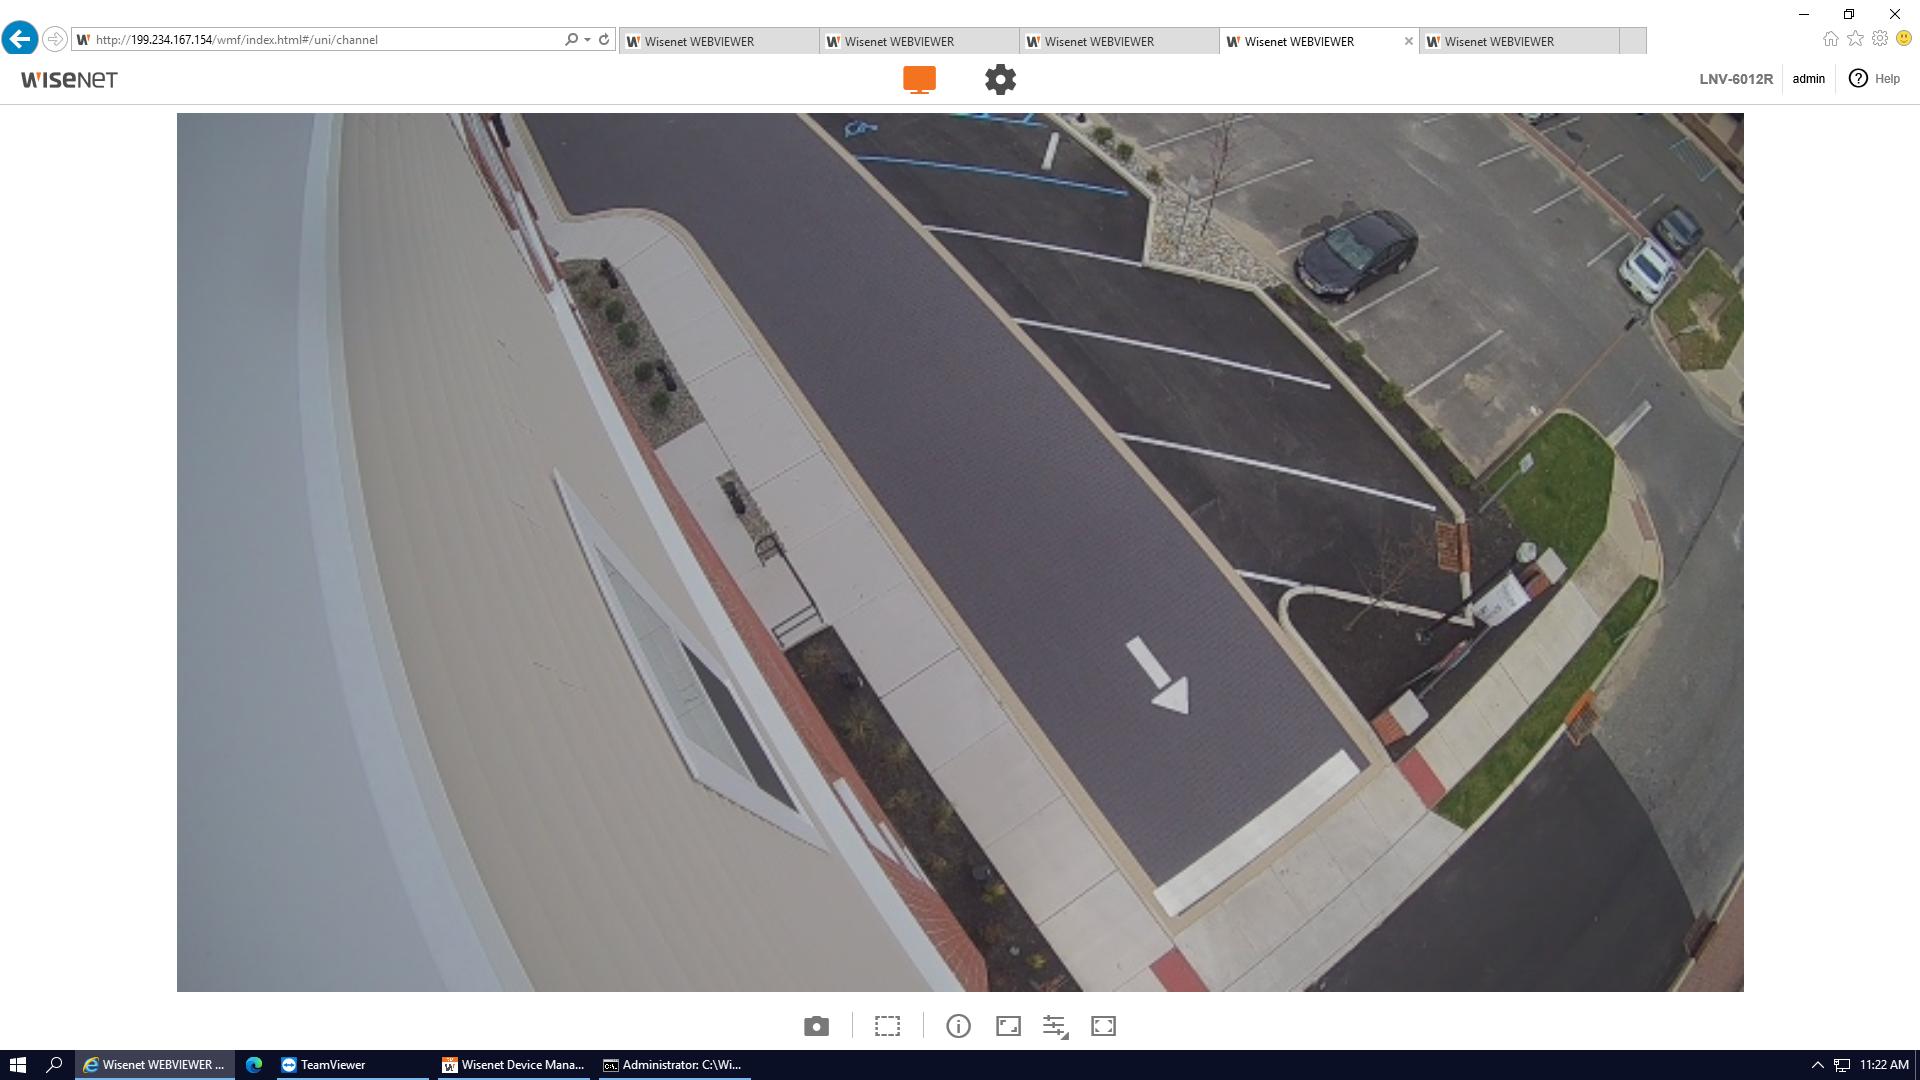 http://199.234.167.154/wmf/index.html#/uni/channel
Wisenet WEBVIEWER
Wisenet WEBVIEWER
Wisenet WEBVIEWER
Wisenet WEBVIEWER
Wisenet WEBVIEWER
WISENET
LNV-6012R
admin
Help
Wisenet WEBVIEWER ...
TeamViewer
Wisenet Device Mana...
Administrator: C:\Wi...
11:22 AM